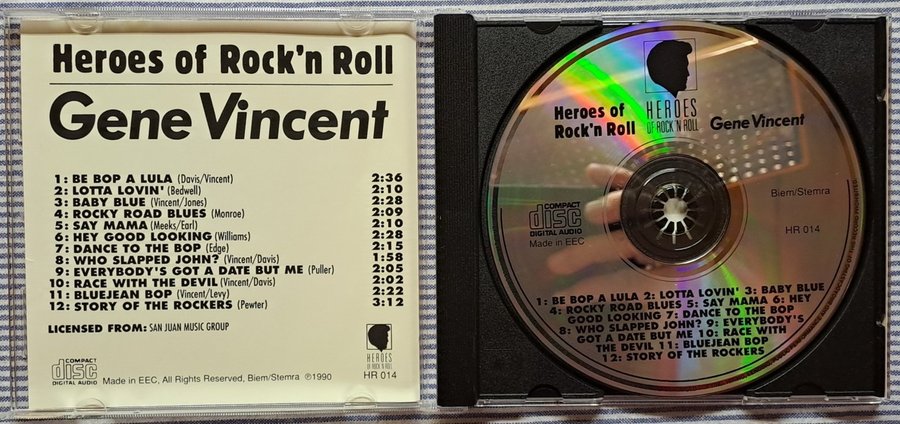 Heroes of Rock'n Roll
Gene Vincent
1: BE BOP A LULA (Davis/Vincent) 2:36
2: LOTTA LOVIN' (Bedwell) 2:10
3: BABY BLUE (Vincent/Jones) 2:28
4: ROCKY ROAD BLUES (Monroe) 2:09
5: SAY MAMA (Meeks/Earl) 2:10
6: HEY GOOD LOOKING (Williams) 2:28
7: DANCE TO THE BOP (Edge) 2:15
8: WHO SLAPPED JOHN? (Vincent/Davis) 1:58
9: EVERYBODY'S GOT A DATE BUT ME (Puller) 2:05
10: RACE WITH THE DEVIL (Vincent/Davis) 2:02
11: BLUEJEAN BOP (Vincent/Levy) 2:22
12: STORY OF THE ROCKERS (Pewter) 3:12
LICENSED FROM: SAN JUAN MUSIC GROUP
COMPACT
disc
DIGITAL AUDIO
Made in EEC, All Rights Reserved, Biem/Stemra ℗1990
HEROES
OF ROCK'N ROLL
HR 014
Heroes of
Rock'n Roll
HEROES
OF ROCK'N ROLL
Gene Vincent
COMPACT
disc
DIGITAL AUDIO
Made in EEC
Biem/Stemra
HR 014
1: BE BOP A LULA 2: LOTTA LOVIN' 3: BABY BLUE
4: ROCKY ROAD BLUES 5: SAY MAMA 6: HEY
GOOD LOOKING 7: DANCE TO THE BOP
8: WHO SLAPPED JOHN? 9: EVERYBODY'S
GOT A DATE BUT ME 10: RACE WITH
THE DEVIL 11: BLUEJEAN BOP
12: STORY OF THE ROCKERS